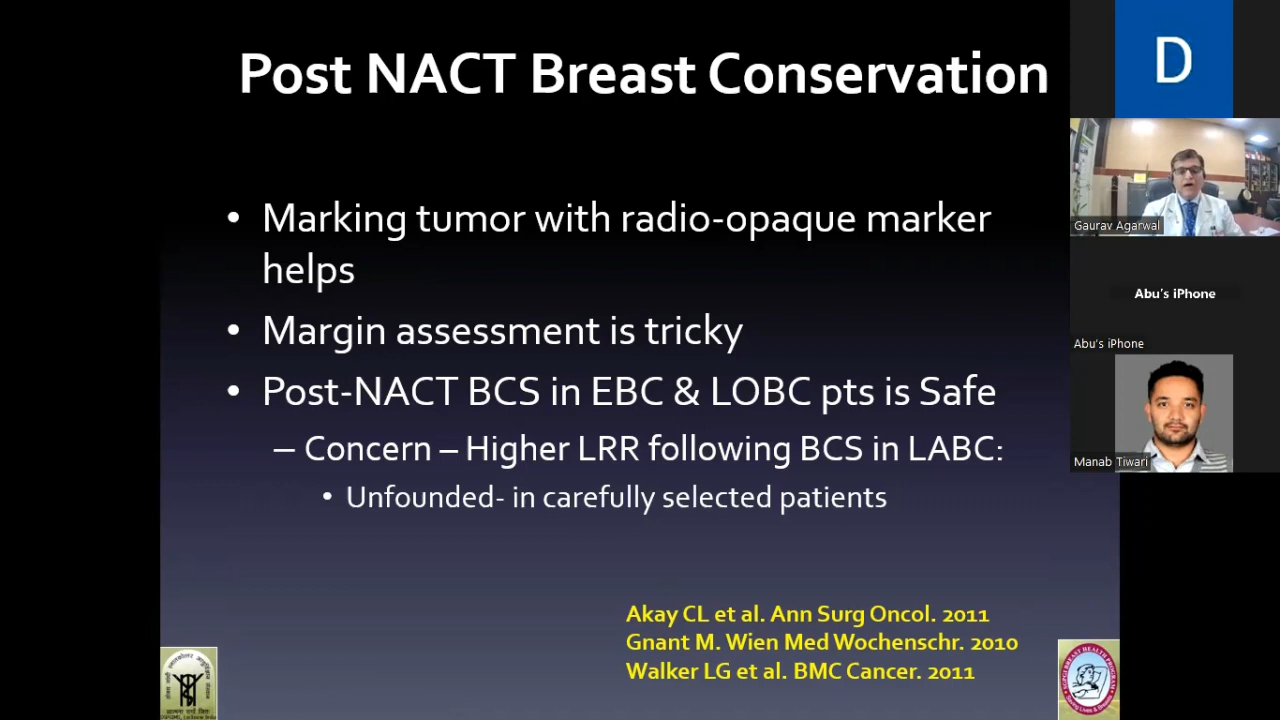 Post NACT Breast Conservation
• Marking tumor with radio-opaque marker
helps
• Margin assessment is tricky
• Post-NACT BCS in EBC & LOBC pts is Safe
– Concern – Higher LRR following BCS in LABC:
• Unfounded- in carefully selected patients
Akay CL et al. Ann Surg Oncol. 2011
Gnant M. Wien Med Wochenschr. 2010
Walker LG et al. BMC Cancer. 2011
D
Gaurav Agarwal
Abu's iPhone
Abu's iPhone
Manab Tiwari